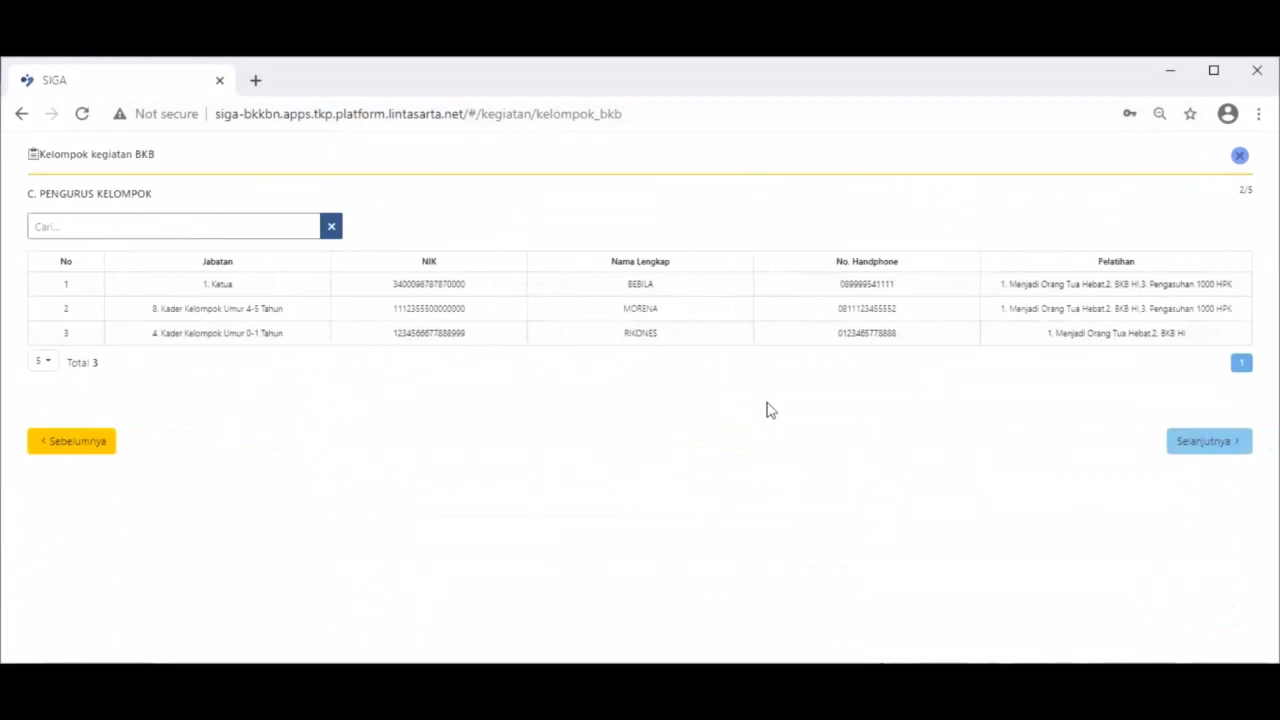 SIGA
Not secure siga-bkkbn.apps.tkp.platform.lintasarta.net/#/kegiatan/kelompok_bkb
Kelompok kegiatan BKB
C. PENGURUS KELOMPOK 2/5
Cari...
No Jabatan NIK Nama Lengkap No. Handphone Pelatihan
1 1. Ketua 3400098787870000 BEBILA 089999541111 1. Menjadi Orang Tua Hebat,2. BKB HI,3. Pengasuhan 1000 HPK
2 8. Kader Kelompok Umur 4-5 Tahun 1112355500000000 MORENA 0811123455552 1. Menjadi Orang Tua Hebat,2. BKB HI,3. Pengasuhan 1000 HPK
3 4. Kader Kelompok Umur 0-1 Tahun 1234566677888999 RIKONES 0123465778888 1. Menjadi Orang Tua Hebat,2. BKB HI
5 Total 3 1
Sebelumnya Selanjutnya